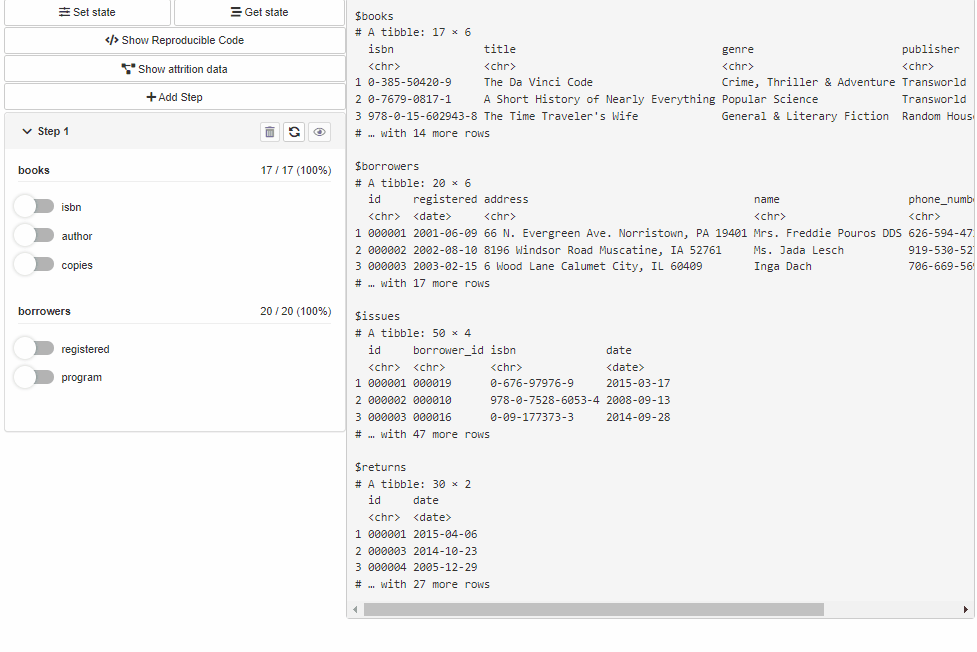 Set state
Get state
</> Show Reproducible Code
Show attrition data
+ Add Step
Step 1
books 17 / 17 (100%)
isbn
author
copies
borrowers 20 / 20 (100%)
registered
program
$books
# A tibble: 17 × 6
isbn title genre publisher
<chr> <chr> <chr> <chr>
1 0-385-50420-9 The Da Vinci Code Crime, Thriller & Adventure Transworld
2 0-7679-0817-1 A Short History of Nearly Everything Popular Science Transworld
3 978-0-15-602943-8 The Time Traveler's Wife General & Literary Fiction Random Hous
# … with 14 more rows
$borrowers
# A tibble: 20 × 6
id registered address name phone_numb
<chr> <date> <chr> <chr> <chr>
1 000001 2001-06-09 66 N. Evergreen Ave. Norristown, PA 19401 Mrs. Freddie Pouros DDS 626-594-47
2 000002 2002-08-10 8196 Windsor Road Muscatine, IA 52761 Ms. Jada Lesch 919-530-52
3 000003 2003-02-15 6 Wood Lane Calumet City, IL 60409 Inga Dach 706-669-56
# … with 17 more rows
$issues
# A tibble: 50 × 4
id borrower_id isbn date
<chr> <chr> <chr> <date>
1 000001 000019 0-676-97976-9 2015-03-17
2 000002 000010 978-0-7528-6053-4 2008-09-13
3 000003 000016 0-09-177373-3 2014-09-28
# … with 47 more rows
$returns
# A tibble: 30 × 2
id date
<chr> <date>
1 000001 2015-04-06
2 000003 2014-10-23
3 000004 2005-12-29
# … with 27 more rows